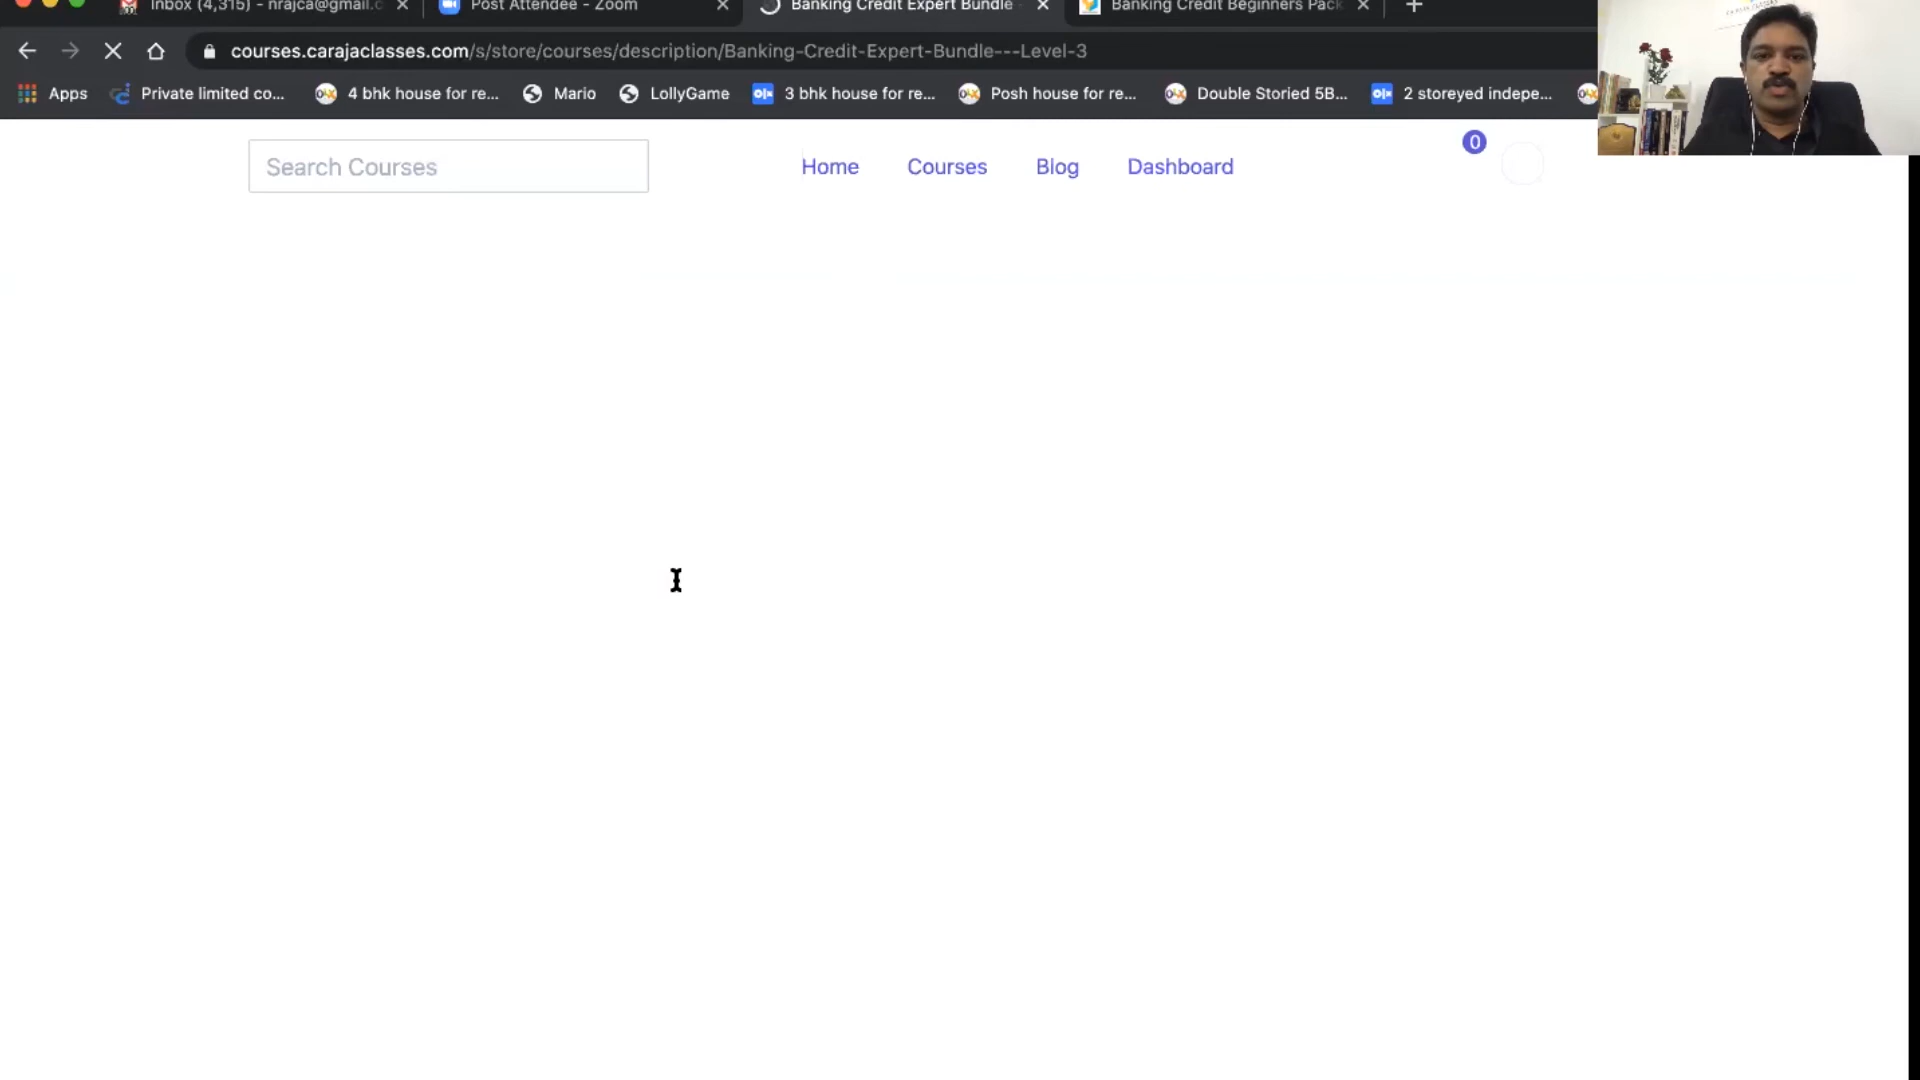 Inbox (4,315) - nrajca@gmail.c
Post Attendee - Zoom
Banking Credit Expert Bundle -
Banking Credit Beginners Pack
courses.carajaclasses.com/s/store/courses/description/Banking-Credit-Expert-Bundle---Level-3
Apps
Private limited co...
4 bhk house for re...
Mario
LollyGame
3 bhk house for re...
Posh house for re...
Double Storied 5B...
2 storeyed indepe...
Search Courses
Home
Courses
Blog
Dashboard
0